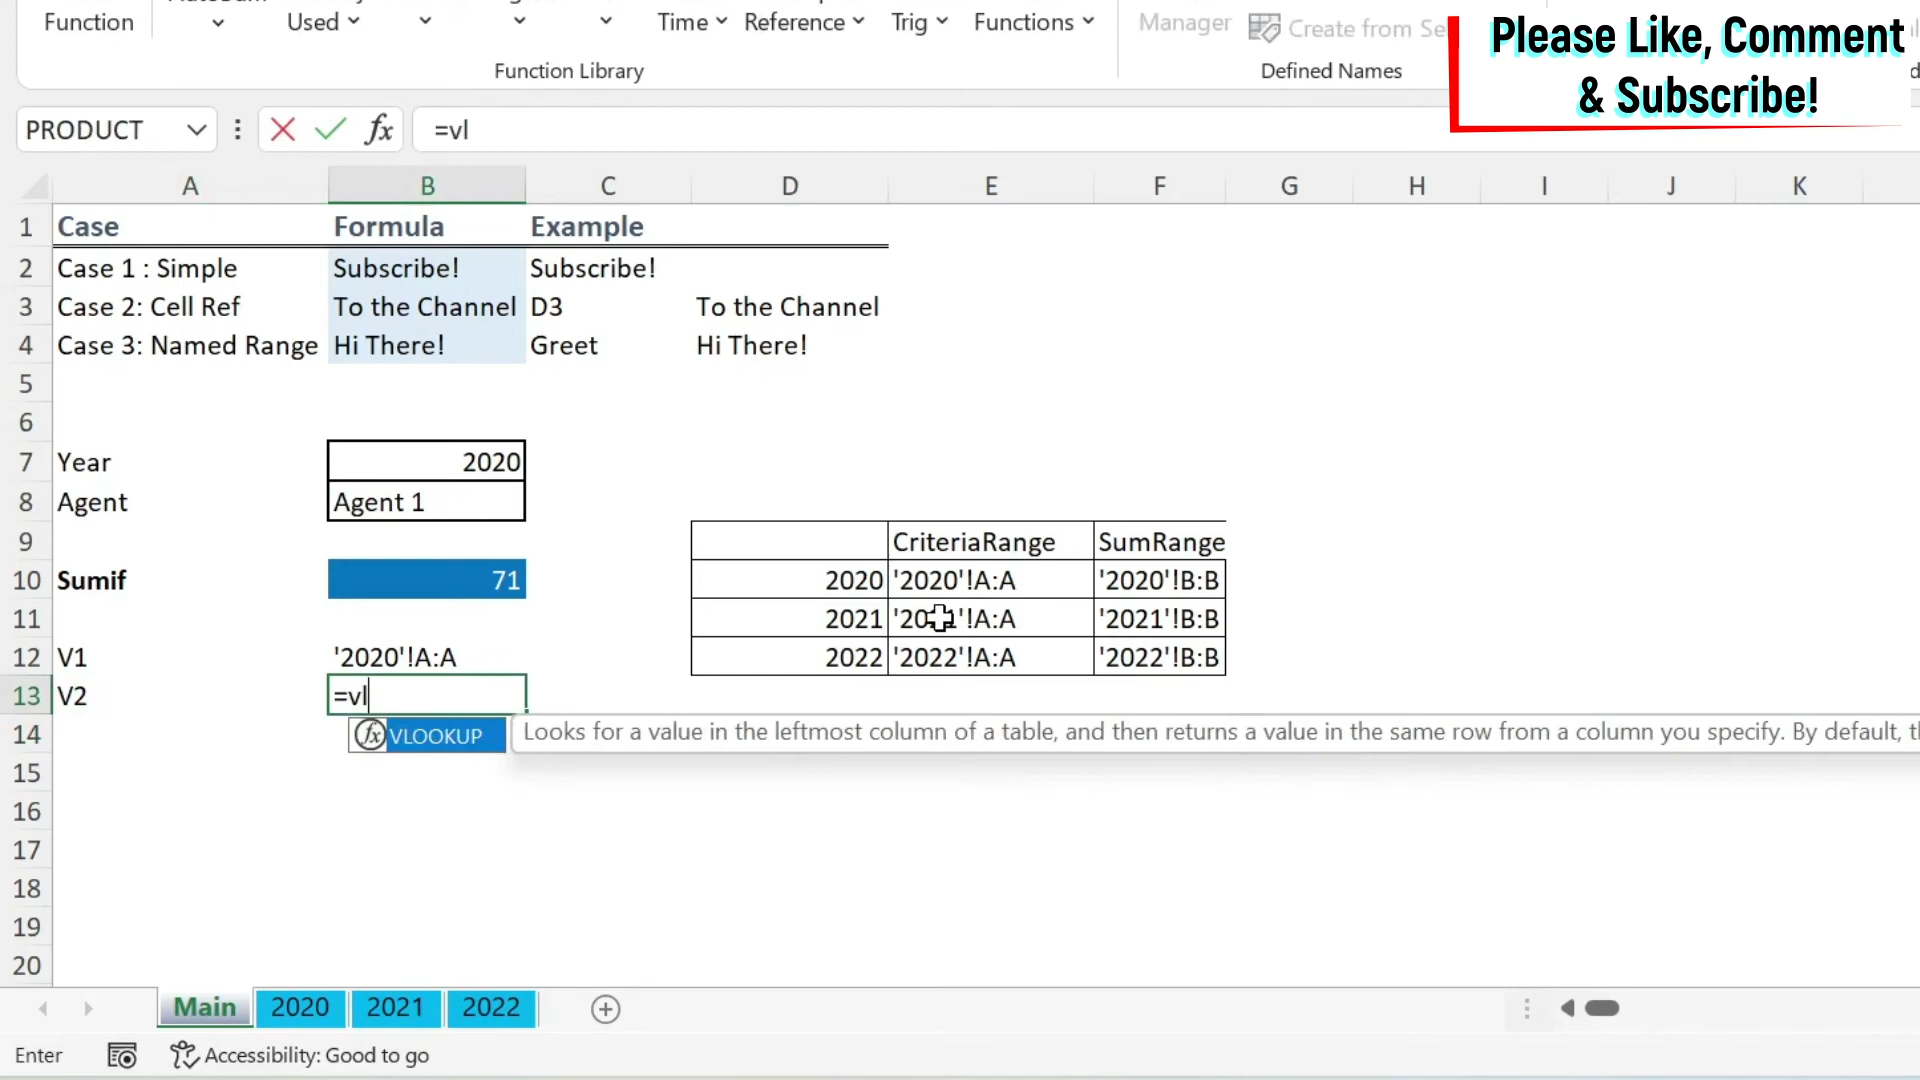 Function
Used
Time
Reference
Trig
Functions
Manager
Create from Se
Function Library
Defined Names
Please Like, Comment
& Subscribe!
PRODUCT
fx
=vl
A B C D E F G H I J K
1 Case Formula Example
2 Case 1 : Simple Subscribe! Subscribe!
3 Case 2: Cell Ref To the Channel D3 To the Channel
4 Case 3: Named Range Hi There! Greet Hi There!
5
6
7 Year 2020
8 Agent Agent 1
9 CriteriaRange SumRange
10 Sumif 71 2020 '2020'!A:A '2020'!B:B
11 2021 '2021'!A:A '2021'!B:B
12 V1 '2020'!A:A 2022 '2022'!A:A '2022'!B:B
13 V2 =vl
14 fx VLOOKUP Looks for a value in the leftmost column of a table, and then returns a value in the same row from a column you specify. By default,
15
16
17
18
19
20
Main 2020 2021 2022
Enter Accessibility: Good to go